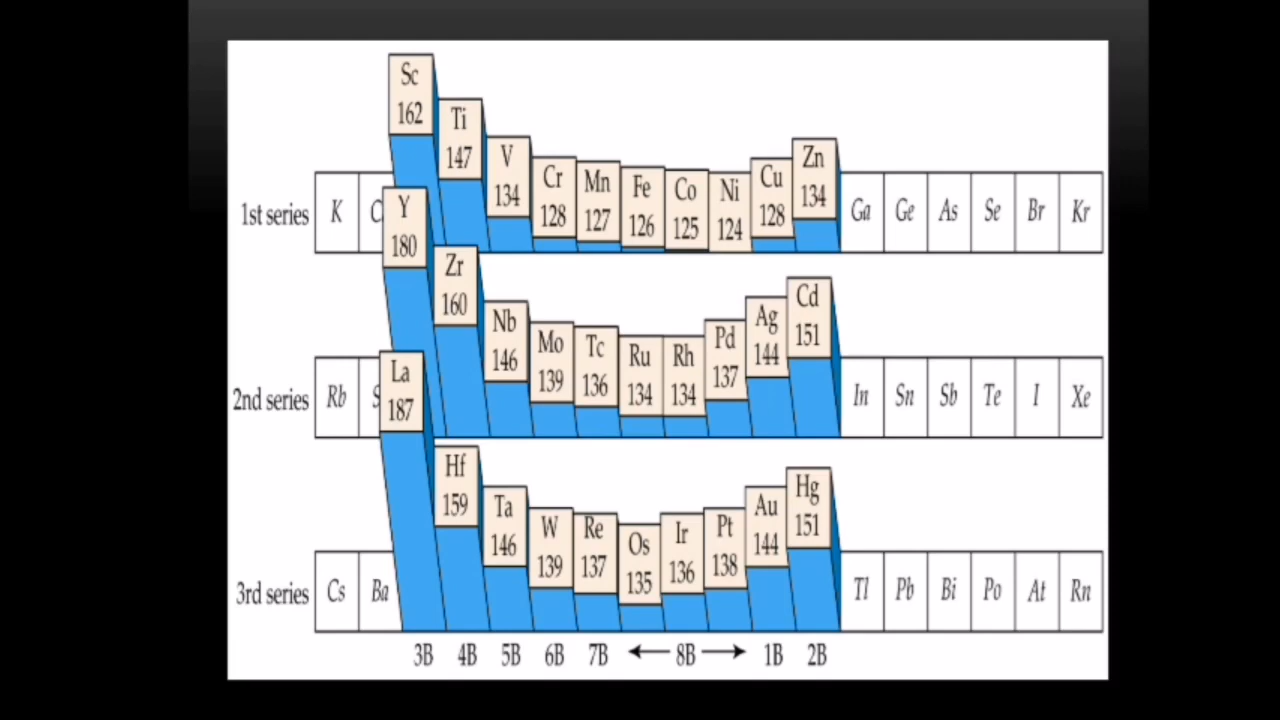 Sc
162
Ti
147
V
134
Cr
128
Mn
127
Fe
126
Co
125
Ni
124
Cu
128
Zn
134
1st series K C Ga Ge As Se Br Kr
Y
180
Zr
160
Nb
146
Mo
139
Tc
136
Ru
134
Rh
134
Pd
137
Ag
144
Cd
151
2nd series Rb S In Sn Sb Te I Xe
La
187
Hf
159
Ta
146
W
139
Re
137
Os
135
Ir
136
Pt
138
Au
144
Hg
151
3rd series Cs Ba Tl Pb Bi Po At Rn
3B 4B 5B 6B 7B 8B 1B 2B